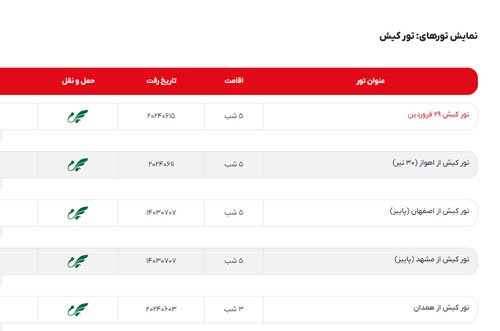 نمایش تورهای: تور کیش
عنوان تور اقامت تاریخ رفت حمل و نقل
تور کیش ۲۹ فروردین ۵ شب ۲۰۲۴۰۶۱۵
تور کیش از اهواز (۳۰ تیر) ۵ شب ۲۰۲۴۰۶۱۱
تور کیش از اصفهان (پاییز) ۵ شب ۱۴۰۳۰۷۰۷
تور کیش از مشهد (پاییز) ۵ شب ۱۴۰۳۰۷۰۷
تور کیش از همدان ۳ شب ۲۰۲۴۰۶۰۳